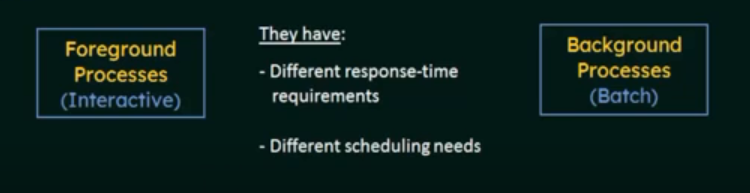 Foreground
Processes
(Interactive)
They have:
- Different response-time
requirements
- Different scheduling needs
Background
Processes
(Batch)